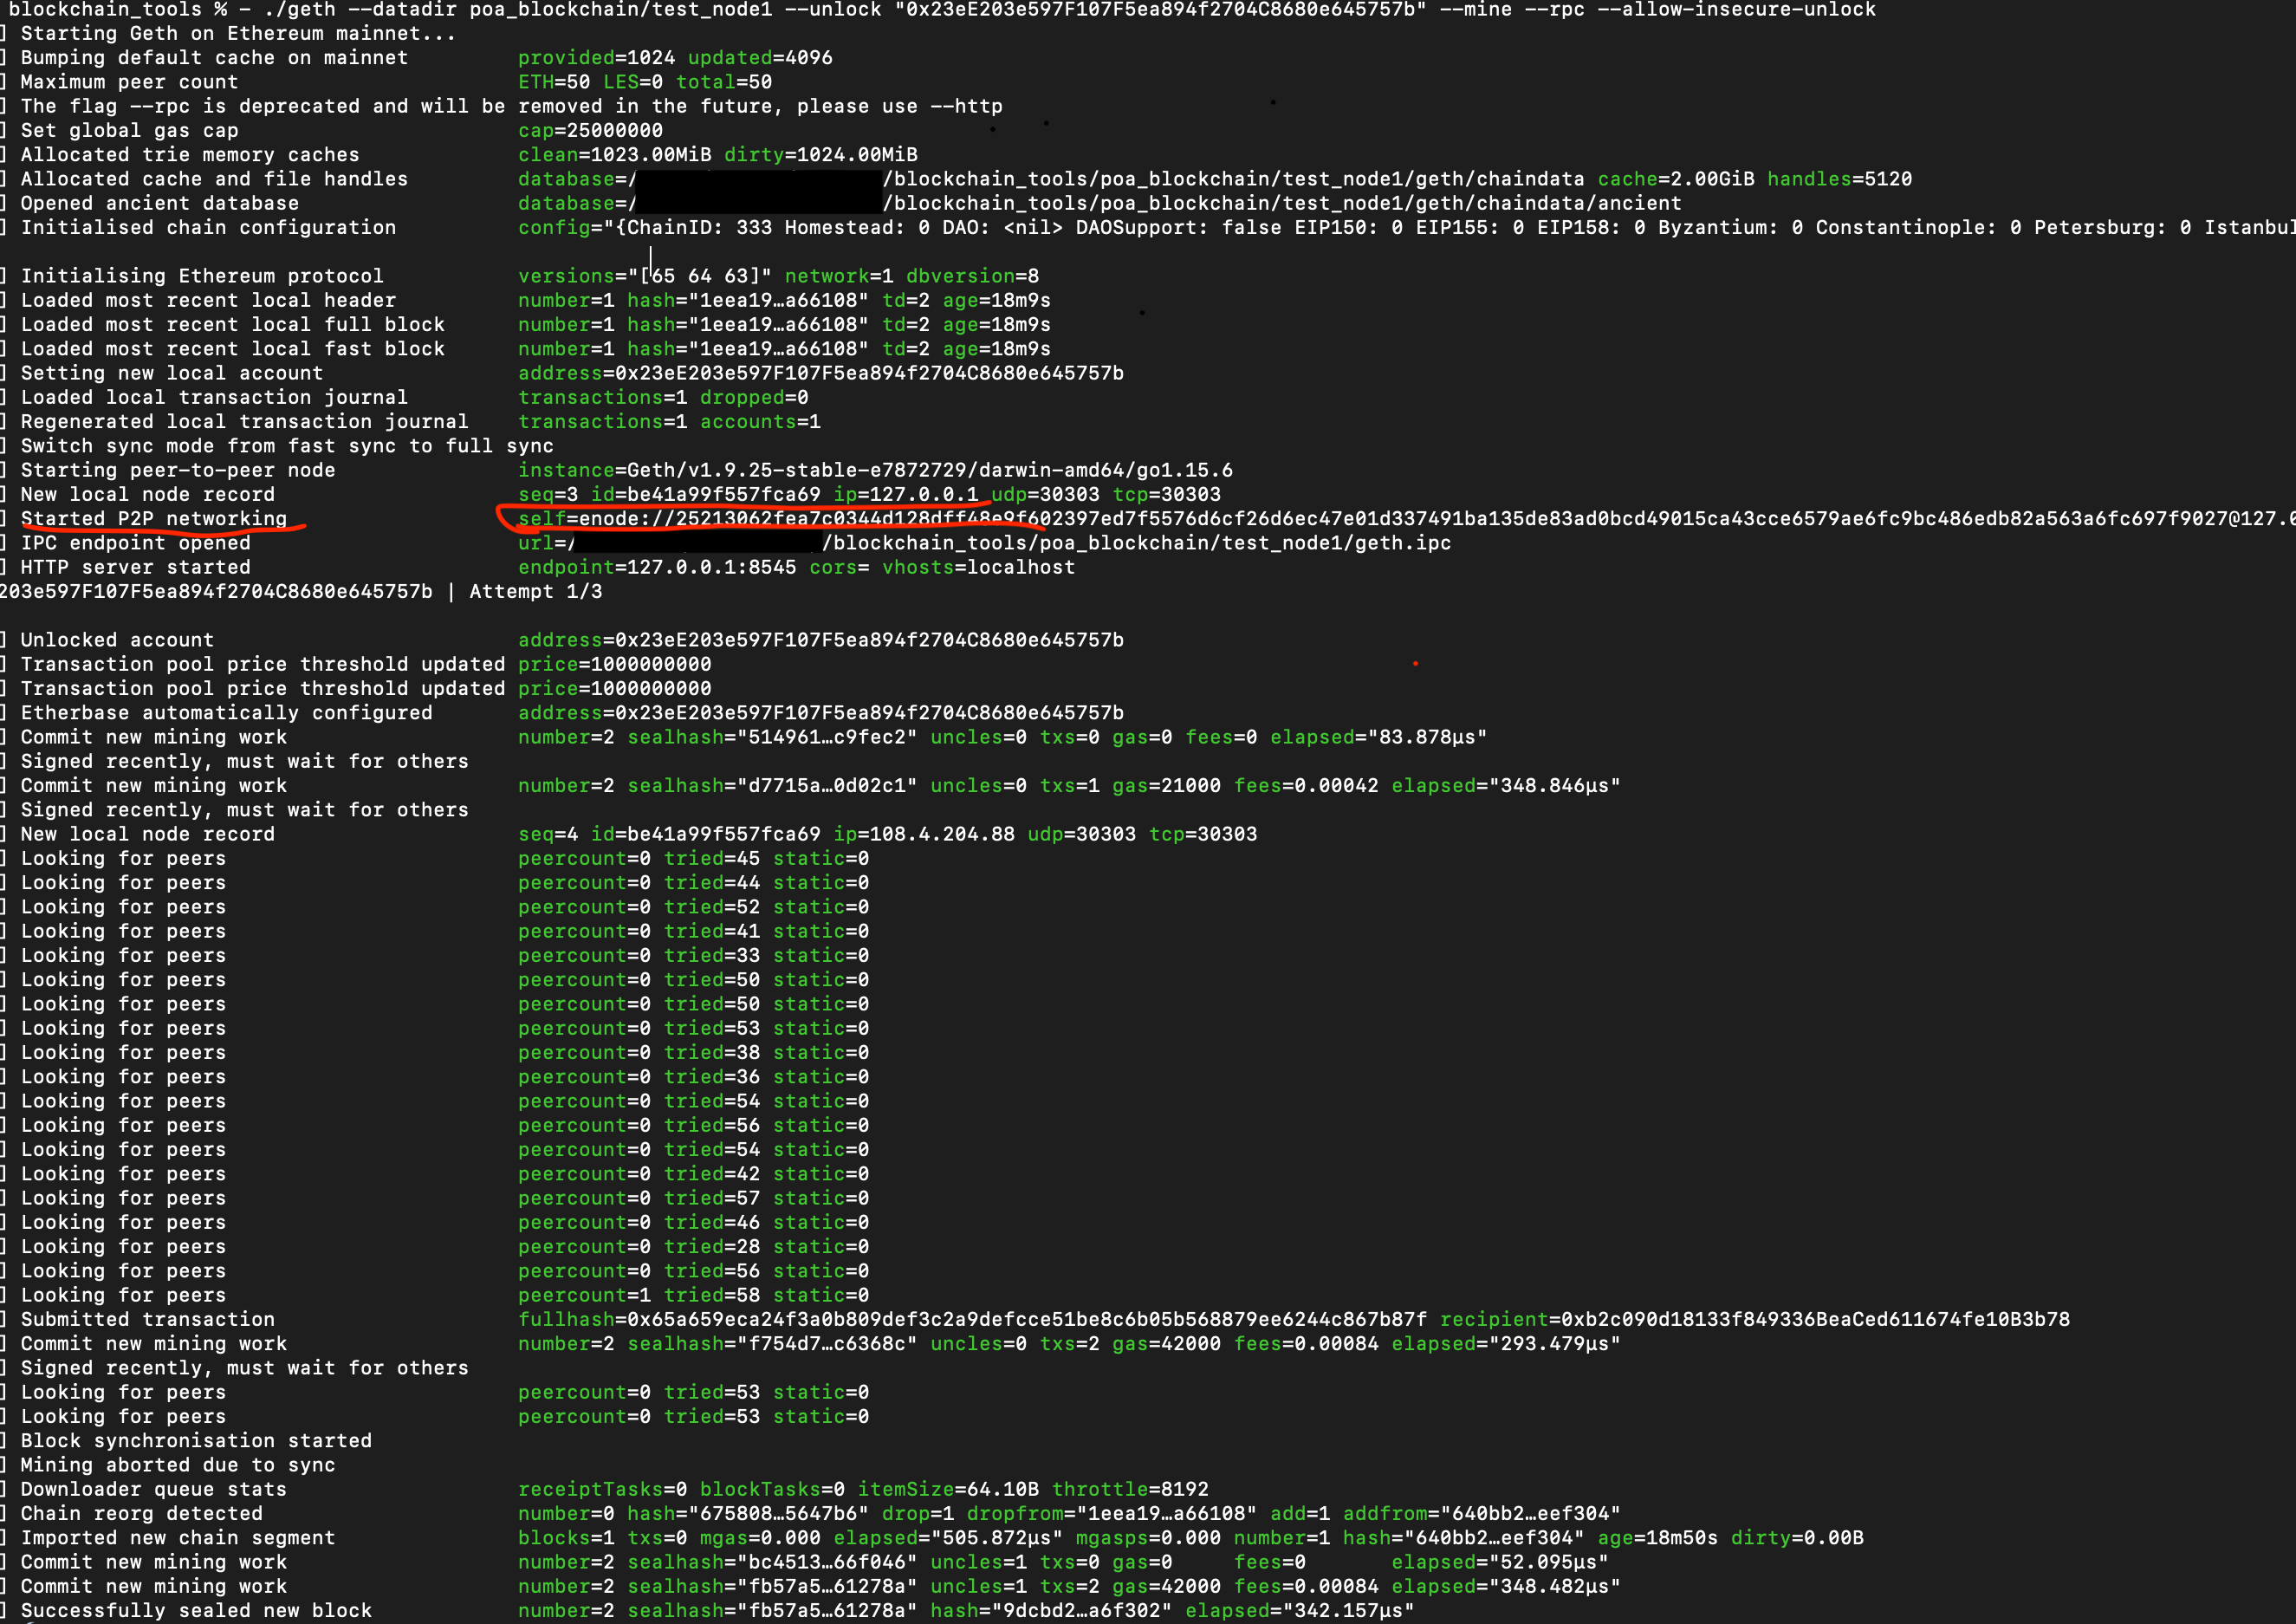 blockchain_tools % - ./geth --datadir poa_blockchain/test_node1 --unlock "0x23eE203e597F107F5ea894f2704C8680e645757b" --mine --rpc --allow-insecure-unlock
] Starting Geth on Ethereum mainnet...
] Bumping default cache on mainnet provided=1024 updated=4096
] Maximum peer count ETH=50 LES=0 total=50
] The flag --rpc is deprecated and will be removed in the future, please use --http
] Set global gas cap cap=25000000
] Allocated trie memory caches clean=1023.00MiB dirty=1024.00MiB
] Allocated cache and file handles database=/ /blockchain_tools/poa_blockchain/test_node1/geth/chaindata cache=2.00GiB handles=5120
] Opened ancient database database=/ /blockchain_tools/poa_blockchain/test_node1/geth/chaindata/ancient
] Initialised chain configuration config="{ChainID: 333 Homestead: 0 DAO: <nil> DAOSupport: false EIP150: 0 EIP155: 0 EIP158: 0 Byzantium: 0 Constantinople: 0 Petersburg: 0 Istanbul
] Initialising Ethereum protocol versions="[65 64 63]" network=1 dbversion=8
] Loaded most recent local header number=1 hash="1eea19…a66108" td=2 age=18m9s
] Loaded most recent local full block number=1 hash="1eea19…a66108" td=2 age=18m9s
] Loaded most recent local fast block number=1 hash="1eea19…a66108" td=2 age=18m9s
] Setting new local account address=0x23eE203e597F107F5ea894f2704C8680e645757b
] Loaded local transaction journal transactions=1 dropped=0
] Regenerated local transaction journal transactions=1 accounts=1
] Switch sync mode from fast sync to full sync
] Starting peer-to-peer node instance=Geth/v1.9.25-stable-e7872729/darwin-amd64/go1.15.6
] New local node record seq=3 id=be41a99f557fca69 ip=127.0.0.1 udp=30303 tcp=30303
] Started P2P networking self=enode://25213062fea7c0344d128dff48e9f602397ed7f5576d6cf26d6ec47e01d337491ba135de83ad0bcd49015ca43cce6579ae6fc9bc486edb82a563a6fc697f9027@127.0
] IPC endpoint opened url=/ /blockchain_tools/poa_blockchain/test_node1/geth.ipc
] HTTP server started endpoint=127.0.0.1:8545 cors= vhosts=localhost
203e597F107F5ea894f2704C8680e645757b | Attempt 1/3
] Unlocked account address=0x23eE203e597F107F5ea894f2704C8680e645757b
] Transaction pool price threshold updated price=1000000000
] Transaction pool price threshold updated price=1000000000
] Etherbase automatically configured address=0x23eE203e597F107F5ea894f2704C8680e645757b
] Commit new mining work number=2 sealhash="514961…c9fec2" uncles=0 txs=0 gas=0 fees=0 elapsed="83.878µs"
] Signed recently, must wait for others
] Commit new mining work number=2 sealhash="d7715a…0d02c1" uncles=0 txs=1 gas=21000 fees=0.00042 elapsed="348.846µs"
] Signed recently, must wait for others
] New local node record seq=4 id=be41a99f557fca69 ip=108.4.204.88 udp=30303 tcp=30303
] Looking for peers peercount=0 tried=45 static=0
] Looking for peers peercount=0 tried=44 static=0
] Looking for peers peercount=0 tried=52 static=0
] Looking for peers peercount=0 tried=41 static=0
] Looking for peers peercount=0 tried=33 static=0
] Looking for peers peercount=0 tried=50 static=0
] Looking for peers peercount=0 tried=50 static=0
] Looking for peers peercount=0 tried=53 static=0
] Looking for peers peercount=0 tried=38 static=0
] Looking for peers peercount=0 tried=36 static=0
] Looking for peers peercount=0 tried=54 static=0
] Looking for peers peercount=0 tried=56 static=0
] Looking for peers peercount=0 tried=54 static=0
] Looking for peers peercount=0 tried=42 static=0
] Looking for peers peercount=0 tried=57 static=0
] Looking for peers peercount=0 tried=46 static=0
] Looking for peers peercount=0 tried=28 static=0
] Looking for peers peercount=0 tried=56 static=0
] Looking for peers peercount=1 tried=58 static=0
] Submitted transaction fullhash=0x65a659eca24f3a0b809def3c2a9defcce51be8c6b05b568879ee6244c867b87f recipient=0xb2c090d18133f849336BeaCed611674fe10B3b78
] Commit new mining work number=2 sealhash="f754d7…c6368c" uncles=0 txs=2 gas=42000 fees=0.00084 elapsed="293.479µs"
] Signed recently, must wait for others
] Looking for peers peercount=0 tried=53 static=0
] Looking for peers peercount=0 tried=53 static=0
] Block synchronisation started
] Mining aborted due to sync
] Downloader queue stats receiptTasks=0 blockTasks=0 itemSize=64.10B throttle=8192
] Chain reorg detected number=0 hash="675808…5647b6" drop=1 dropfrom="1eea19…a66108" add=1 addfrom="640bb2…eef304"
] Imported new chain segment blocks=1 txs=0 mgas=0.000 elapsed="505.872µs" mgasps=0.000 number=1 hash="640bb2…eef304" age=18m50s dirty=0.00B
] Commit new mining work number=2 sealhash="bc4513…66f046" uncles=1 txs=0 gas=0 fees=0 elapsed="52.095µs"
] Commit new mining work number=2 sealhash="fb57a5…61278a" uncles=1 txs=2 gas=42000 fees=0.00084 elapsed="348.482µs"
] Successfully sealed new block number=2 sealhash="fb57a5…61278a" hash="9dcbd2…a6f302" elapsed="342.157µs"